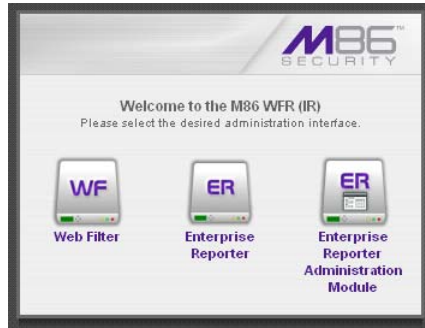 M86™
SECURITY
Welcome to the M86 WFR (IR)
Please select the desired administration interface.
WF
ER
ER
Web Filter
Enterprise
Reporter
Enterprise
Reporter
Administration
Module